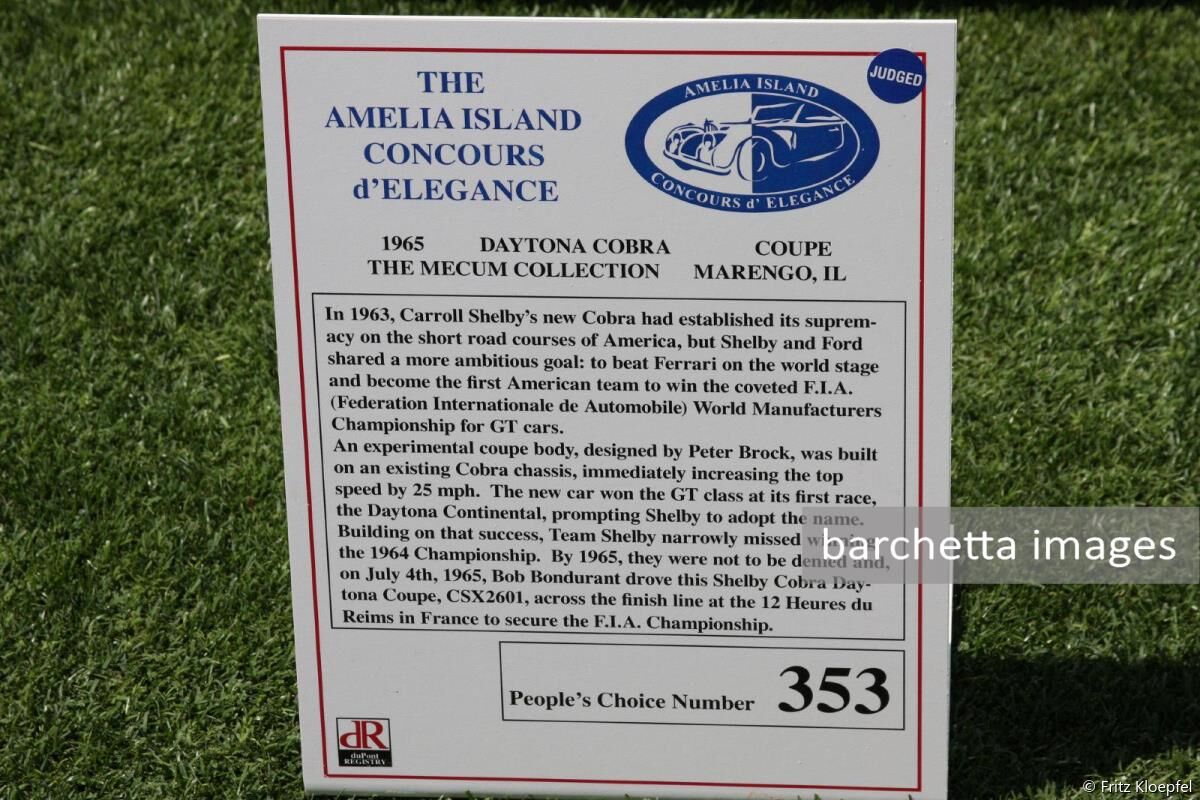 THE
AMELIA ISLAND
CONCOURS
d'ELEGANCE
AMELIA ISLAND
CONCOURS d' ELEGANCE
JUDGED
1965 DAYTONA COBRA COUPE
THE MECUM COLLECTION MARENGO, IL
In 1963, Carroll Shelby's new Cobra had established its suprem-
acy on the short road courses of America, but Shelby and Ford
shared a more ambitious goal: to beat Ferrari on the world stage
and become the first American team to win the coveted F.I.A.
(Federation Internationale de Automobile) World Manufacturers
Championship for GT cars.
An experimental coupe body, designed by Peter Brock, was built
on an existing Cobra chassis, immediately increasing the top
speed by 25 mph. The new car won the GT class at its first race,
the Daytona Continental, prompting Shelby to adopt the name.
Building on that success, Team Shelby narrowly missed winning
the 1964 Championship. By 1965, they were not to be denied and,
on July 4th, 1965, Bob Bondurant drove this Shelby Cobra Day-
tona Coupe, CSX2601, across the finish line at the 12 Heures du
Reims in France to secure the F.I.A. Championship.
barchetta images
People's Choice Number 353
dR
duPont
REGISTRY
© Fritz Kloepfel